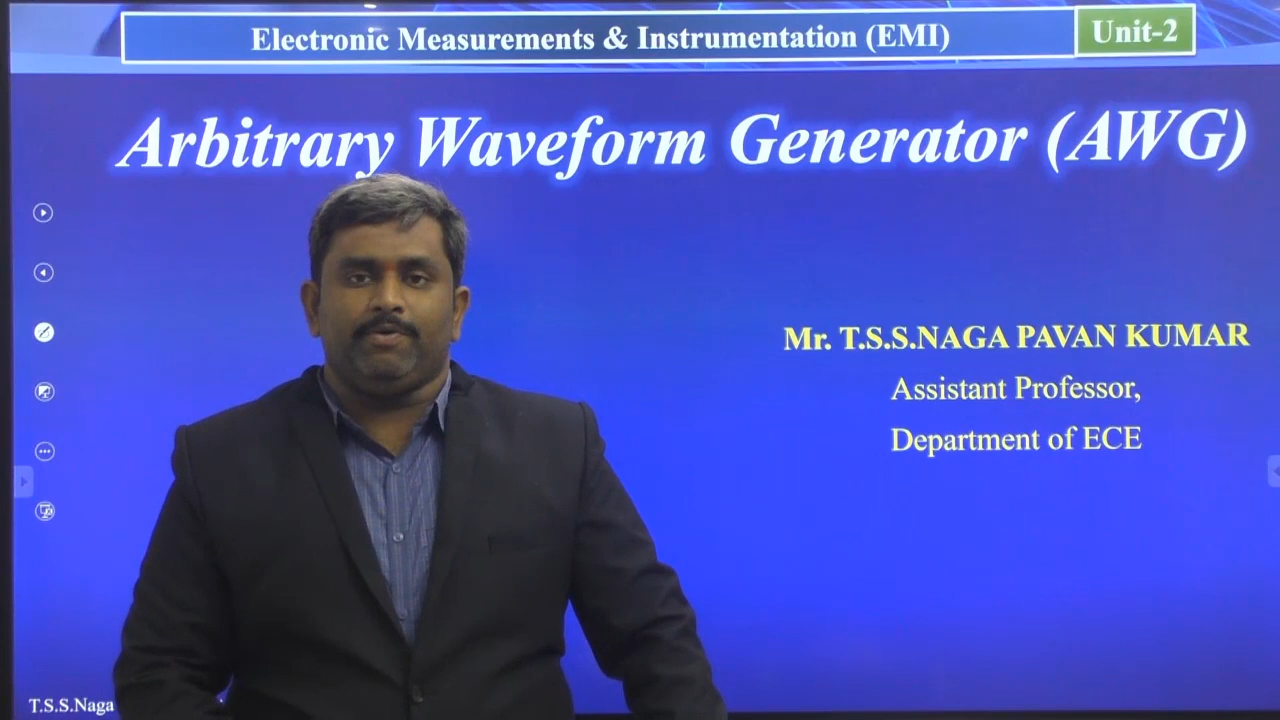 Electronic Measurements & Instrumentation (EMI)
Unit-2
Arbitrary Waveform Generator (AWG)
Mr. T.S.S.NAGA PAVAN KUMAR
Assistant Professor,
Department of ECE
T.S.S.Naga